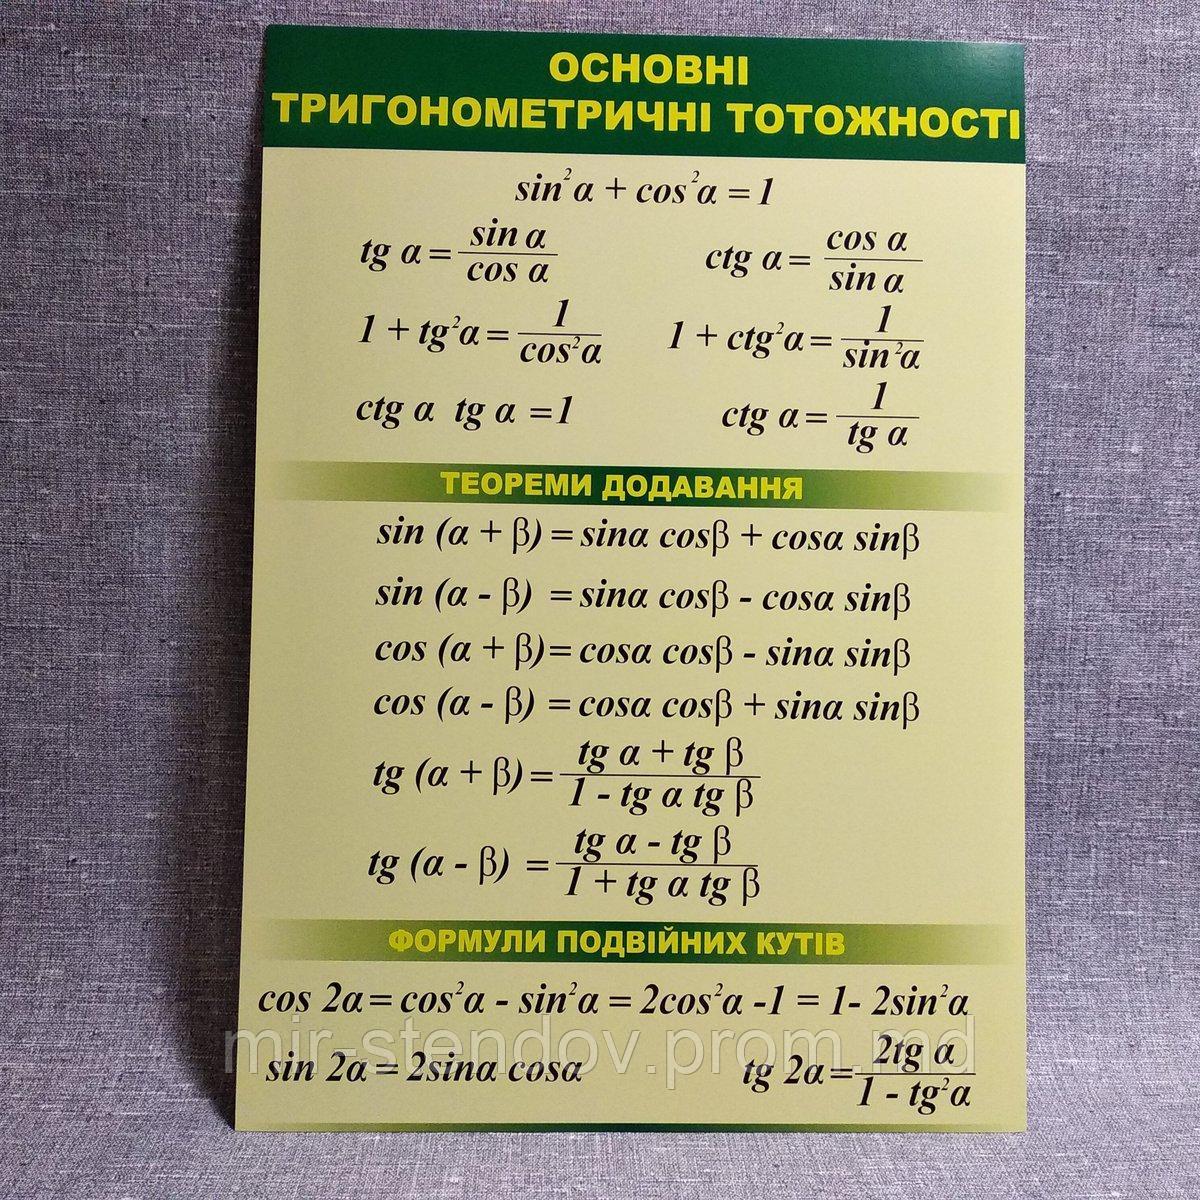 ОСНОВНІ
ТРИГОНОМЕТРИЧНІ ТОТОЖНОСТІ
sin²α + cos²α = 1
tg α = sin α / cos α    ctg α = cos α / sin α
1 + tg²α = 1 / cos²α    1 + ctg²α = 1 / sin²α
ctg α tg α = 1    ctg α = 1 / tg α
ТЕОРЕМИ ДОДАВАННЯ
sin (α + β) = sinα cosβ + cosα sinβ
sin (α - β) = sinα cosβ - cosα sinβ
cos (α + β) = cosα cosβ - sinα sinβ
cos (α - β) = cosα cosβ + sinα sinβ
tg (α + β) = tg α + tg β / 1 - tg α tg β
tg (α - β) = tg α - tg β / 1 + tg α tg β
ФОРМУЛИ ПОДВІЙНИХ КУТІВ
cos 2α = cos²α - sin²α = 2cos²α -1 = 1- 2sin²α
mir-stendov.prom.md
sin 2α = 2sinα cosα    tg 2α = 2tg α / 1 - tg²α